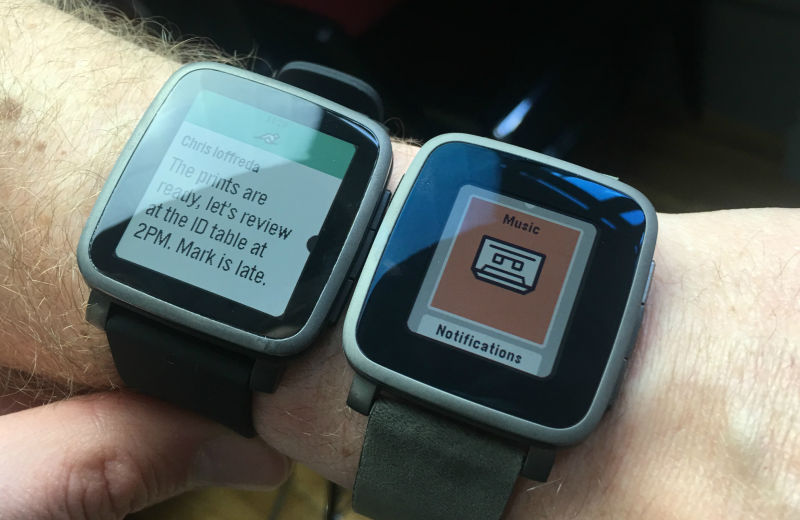 Chris Ioffreda
The prints are
ready, let's review
at the ID table at
2PM. Mark is late.
Music
Notifications